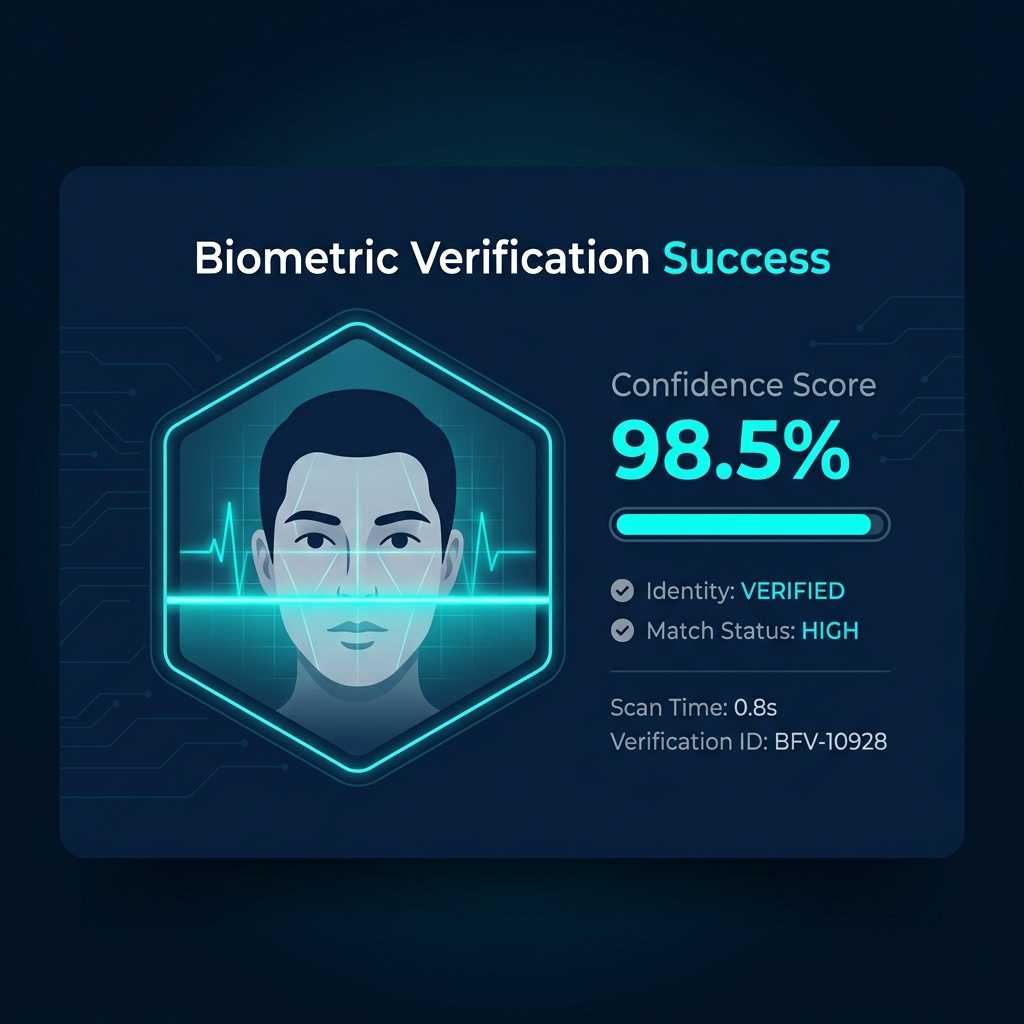 Biometric Verification Success
Confidence Score
98.5%
Identity: VERIFIED
Match Status: HIGH
Scan Time: 0.8s
Verification ID: BFV-10928